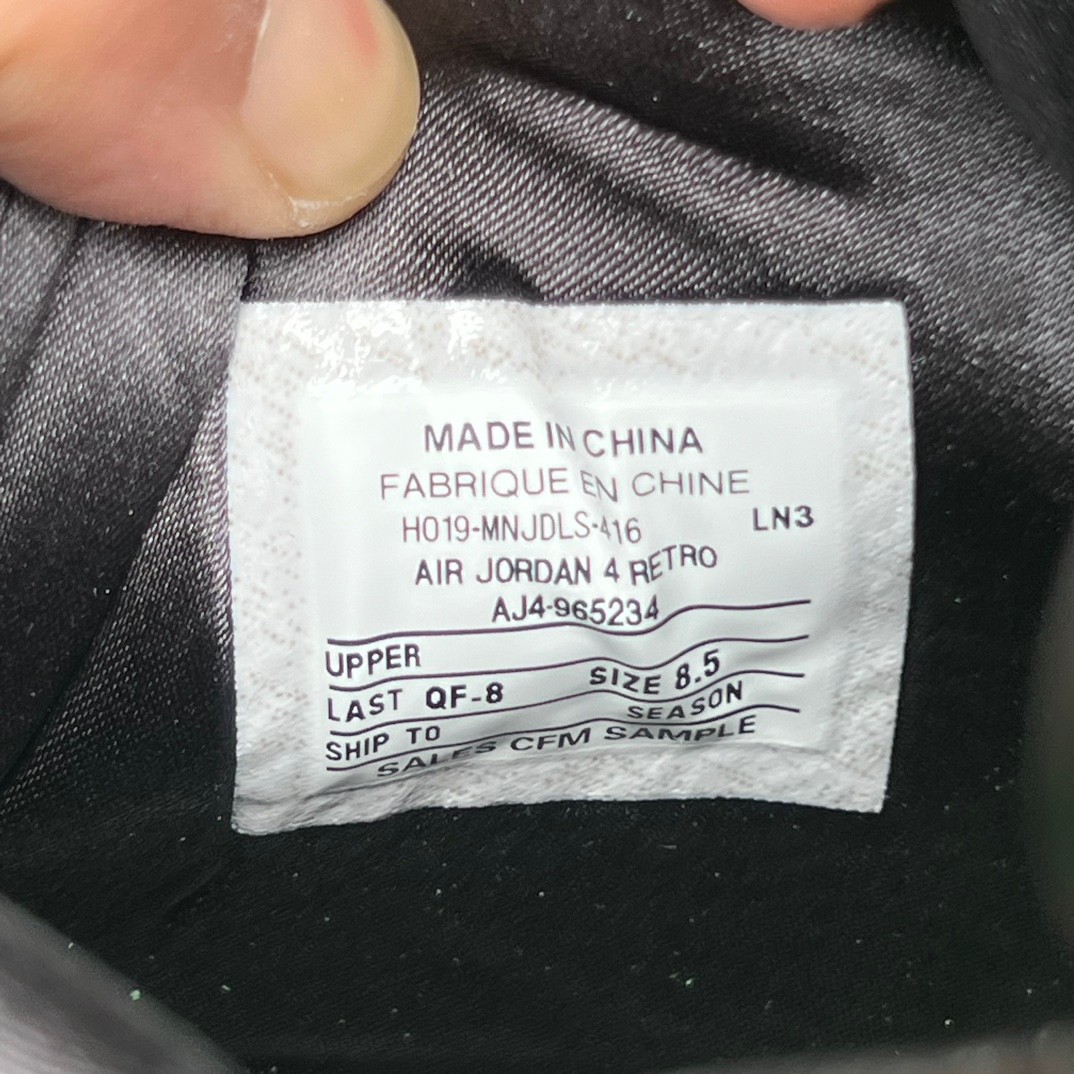 MADE IN CHINA
FABRIQUE EN CHINE
H019-MNJDLS-416 LN3
AIR JORDAN 4 RETRO
AJ4-965234
UPPER
LAST QF-8 SIZE 8.5
SHIP TO SEASON
SALES CFM SAMPLE